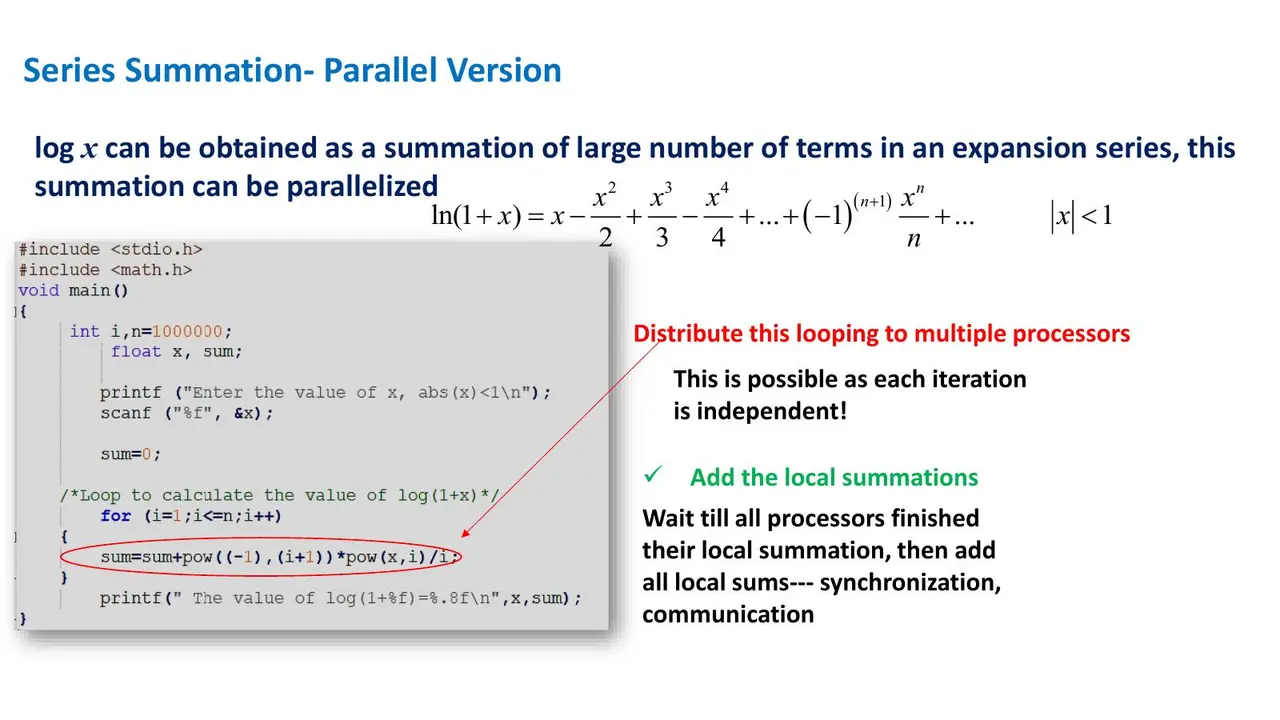 Series Summation- Parallel Version
log x can be obtained as a summation of large number of terms in an expansion series, this
summation can be parallelized
ln(1 + x) = x − x²/2 + x³/3 − x⁴/4 + ... + (−1)⁽ⁿ⁺¹⁾ xⁿ/n + ... |x| < 1
#include <stdio.h>
#include <math.h>
void main()
{
int i,n=1000000;
float x, sum;
printf ("Enter the value of x, abs(x)<1\n");
scanf ("%f", &x);
sum=0;
/*Loop to calculate the value of log(1+x)*/
for (i=1;i<=n;i++)
{
sum=sum+pow((-1),(i+1))*pow(x,i)/i;
}
printf(" The value of log(1+%f)=%.8f\n",x,sum);
}
Distribute this looping to multiple processors
This is possible as each iteration
is independent!
✓ Add the local summations
Wait till all processors finished
their local summation, then add
all local sums--- synchronization,
communication